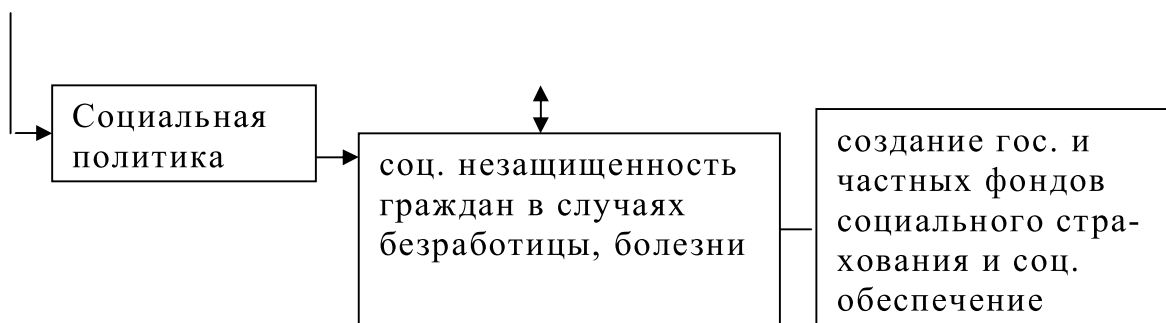 Социальная
политика
соц. незащищенность
граждан в случаях
безработицы, болезни
создание гос. и
частных фондов
социального стра-
хования и соц.
обеспечение